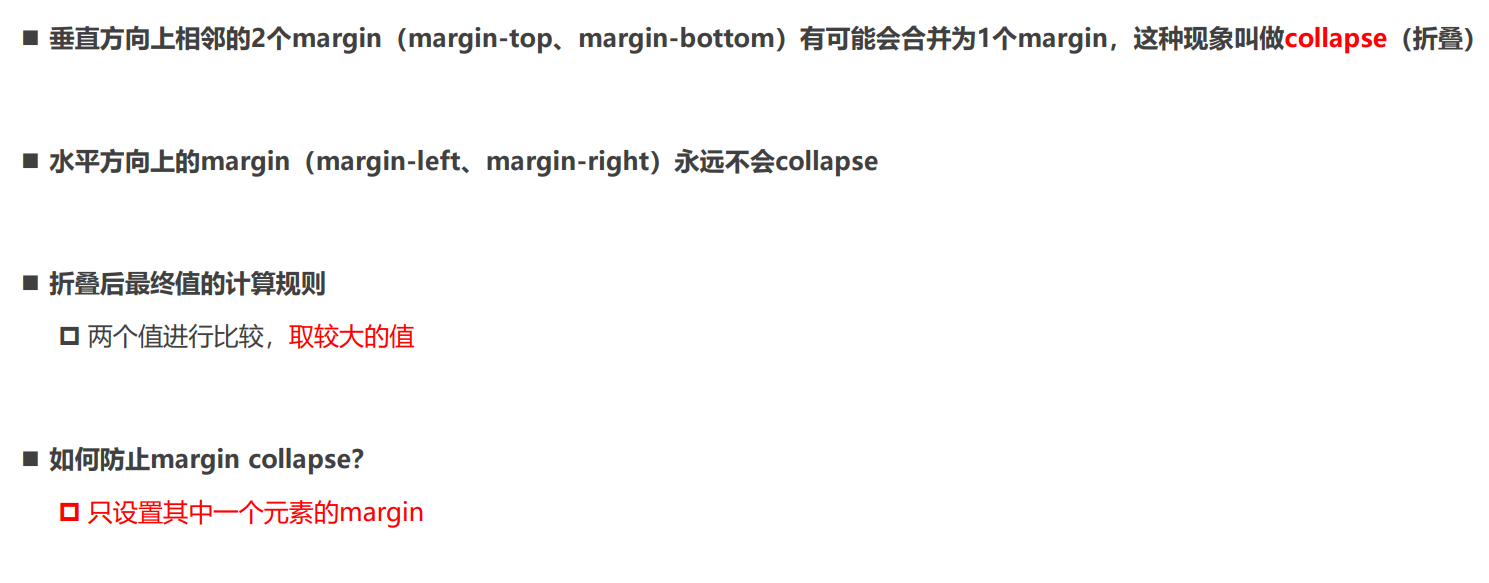 ■ 垂直方向上相邻的2个margin（margin-top、margin-bottom）有可能会合并为1个margin，这种现象叫做collapse（折叠）
■ 水平方向上的margin（margin-left、margin-right）永远不会collapse
■ 折叠后最终值的计算规则
◘ 两个值进行比较，取较大的值
■ 如何防止margin collapse？
◘ 只设置其中一个元素的margin